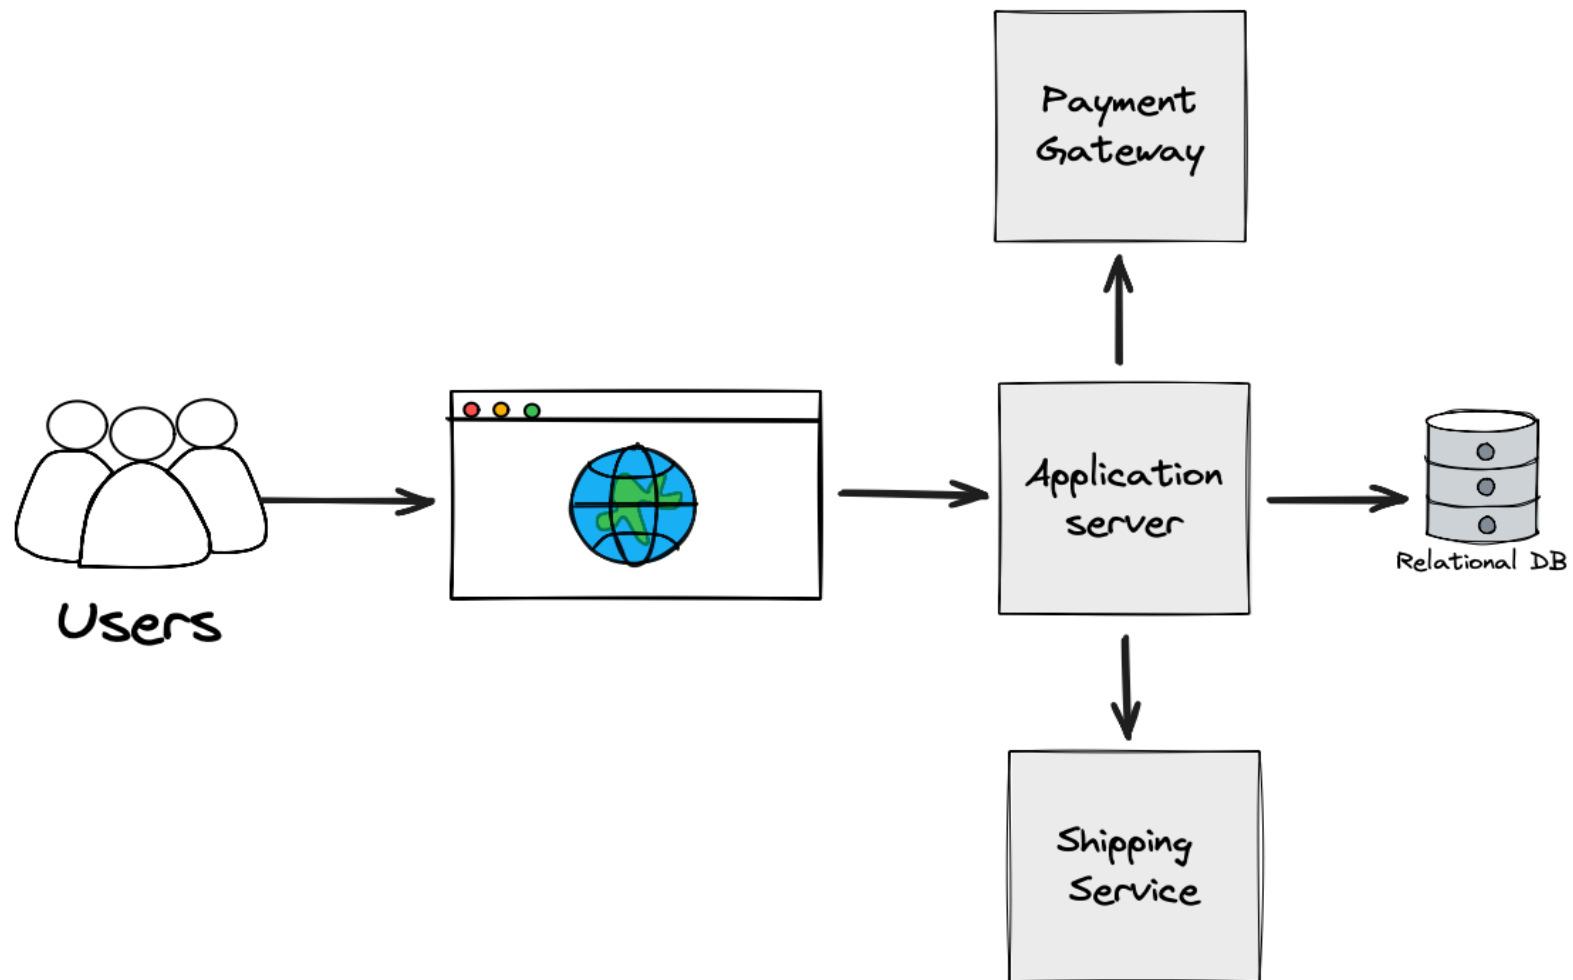 Payment
Gateway
Application
server
Relational DB
Users
Shipping
Service